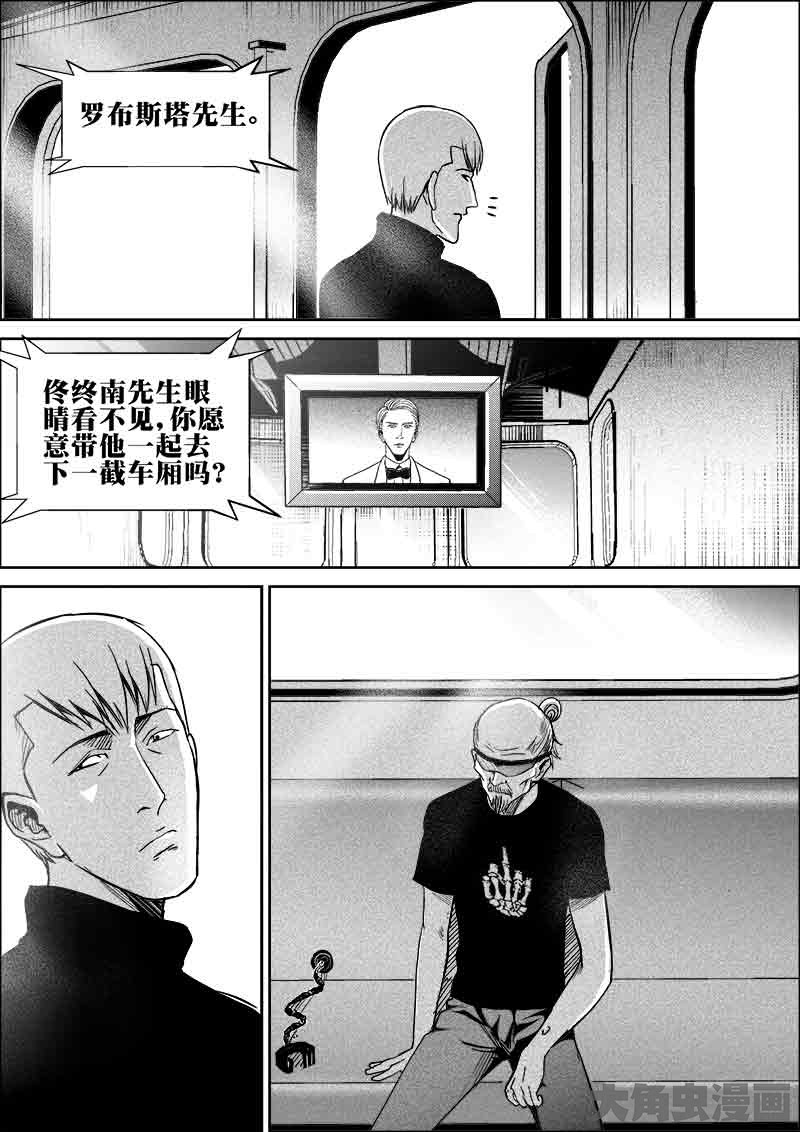 罗布斯塔先生。
佟终南先生眼
睛看不见，你愿
意带他一起去
下一截车厢吗？
大角虫漫画